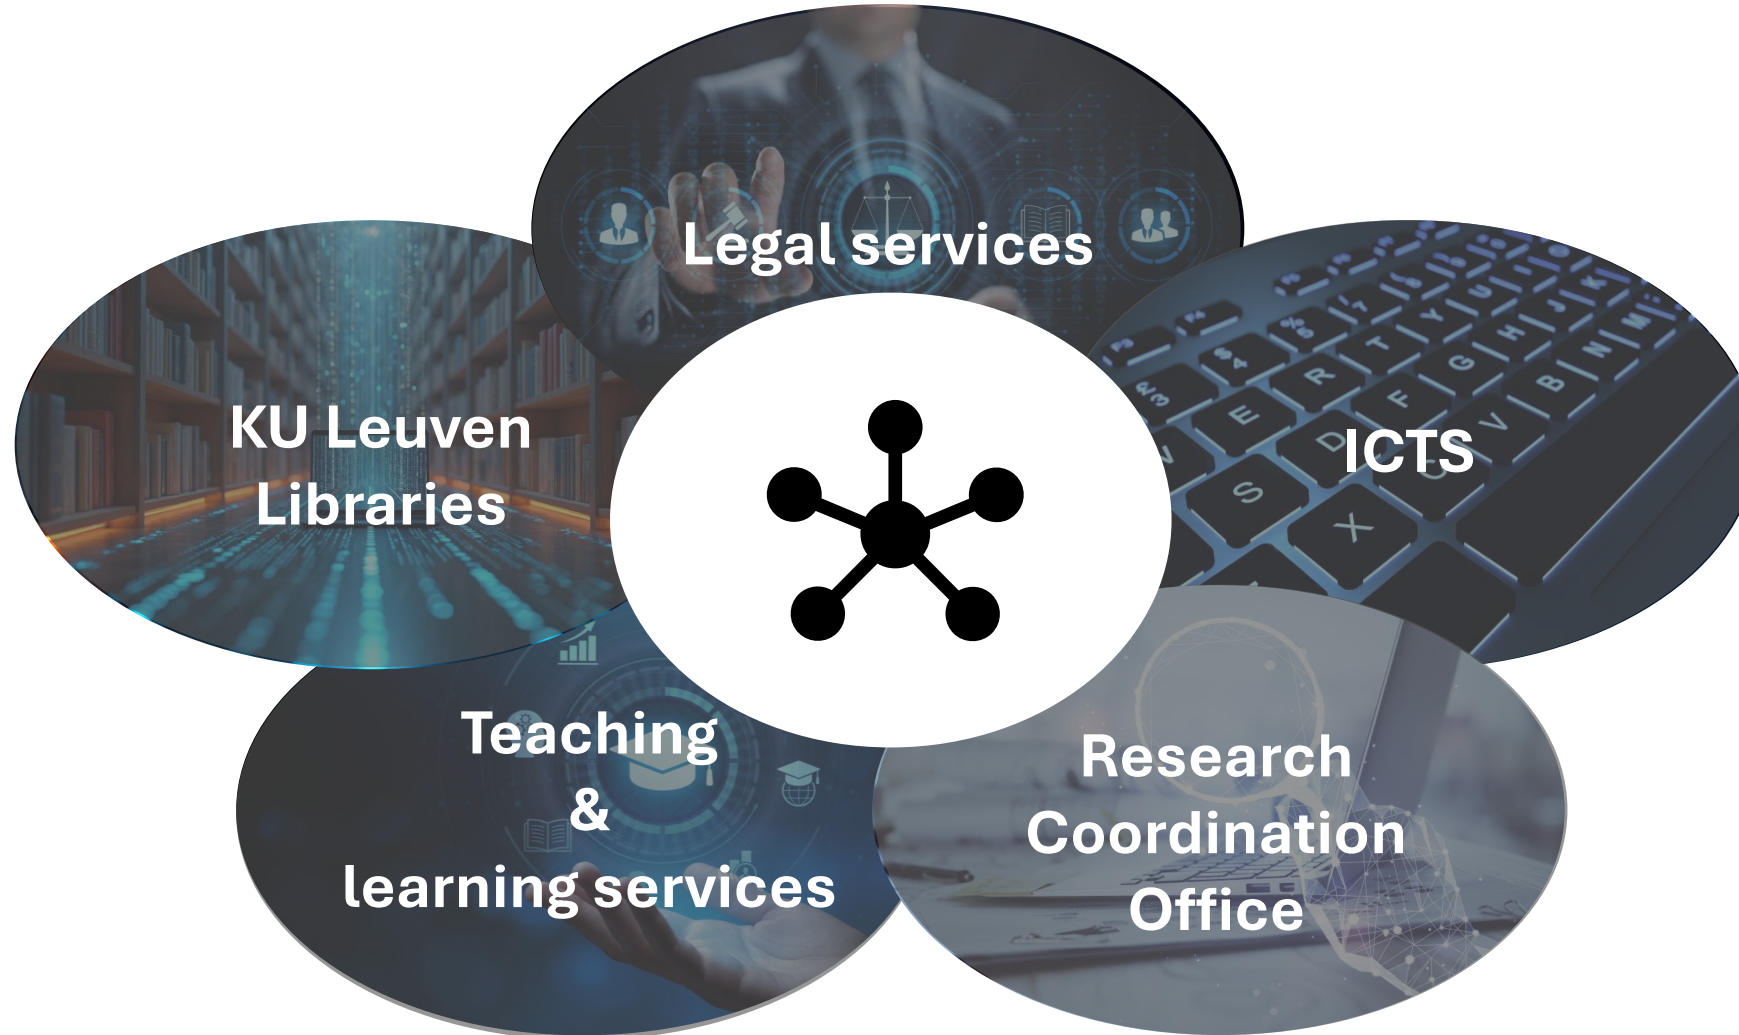 Legal services
KU Leuven
Libraries
ICTS
Teaching
&
learning services
Research
Coordination
Office